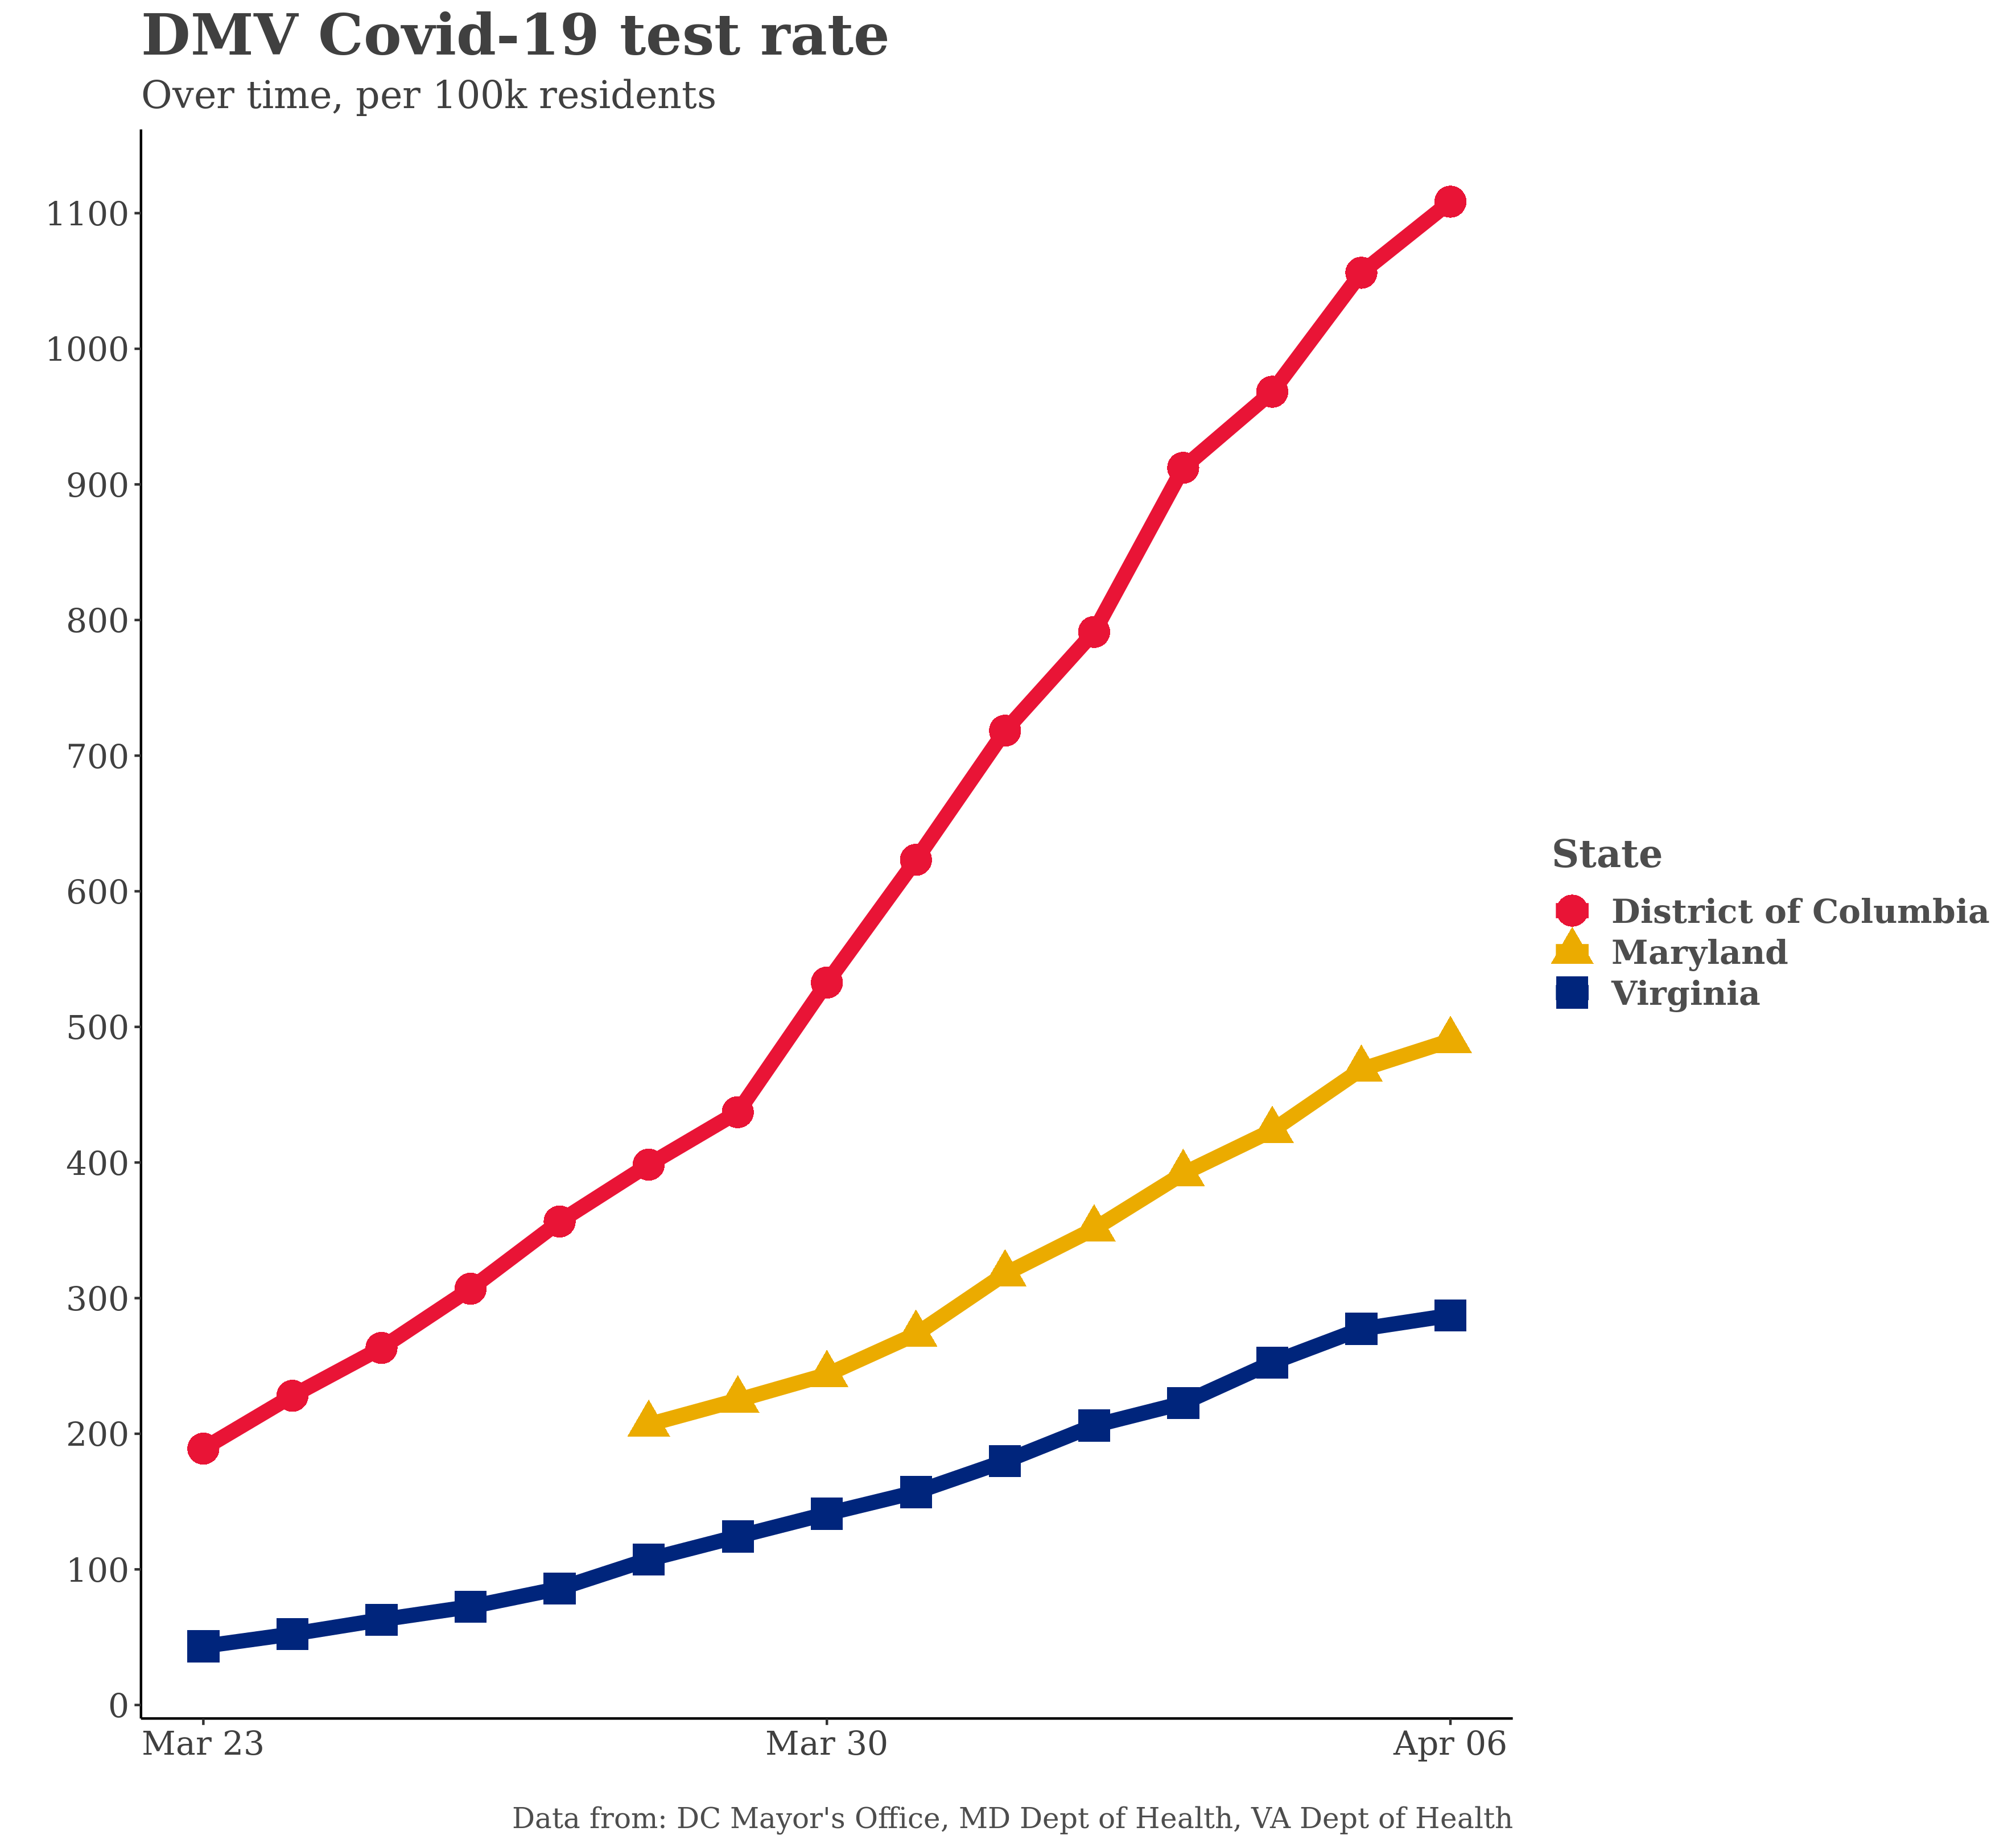 DMV Covid-19 test rate
Over time, per 100k residents
1100
1000
900
800
700
600
500
400
300
200
100
0
Mar 23 Mar 30 Apr 06
State
District of Columbia
Maryland
Virginia
Data from: DC Mayor's Office, MD Dept of Health, VA Dept of Health